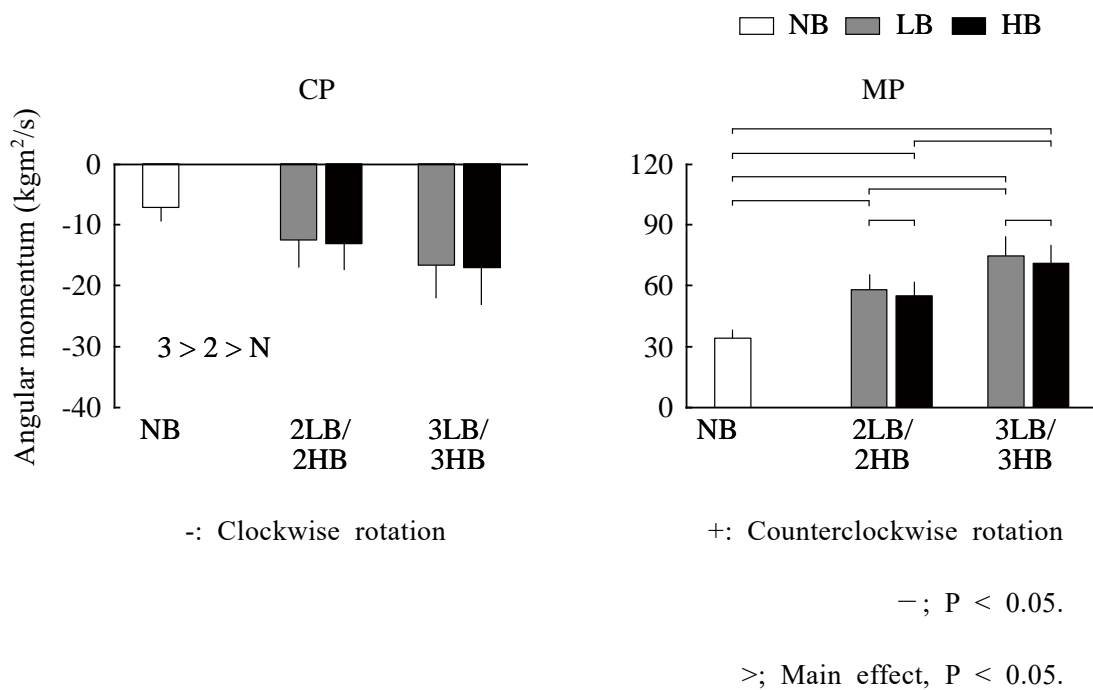 NB LB HB
CP
MP
Angular momentum (kgm²/s)
0
-10
-20
-30
-40
3 > 2 > N
NB
2LB/
2HB
3LB/
3HB
120
90
60
30
0
NB
2LB/
2HB
3LB/
3HB
-: Clockwise rotation
+: Counterclockwise rotation
—; P < 0.05.
>; Main effect, P < 0.05.